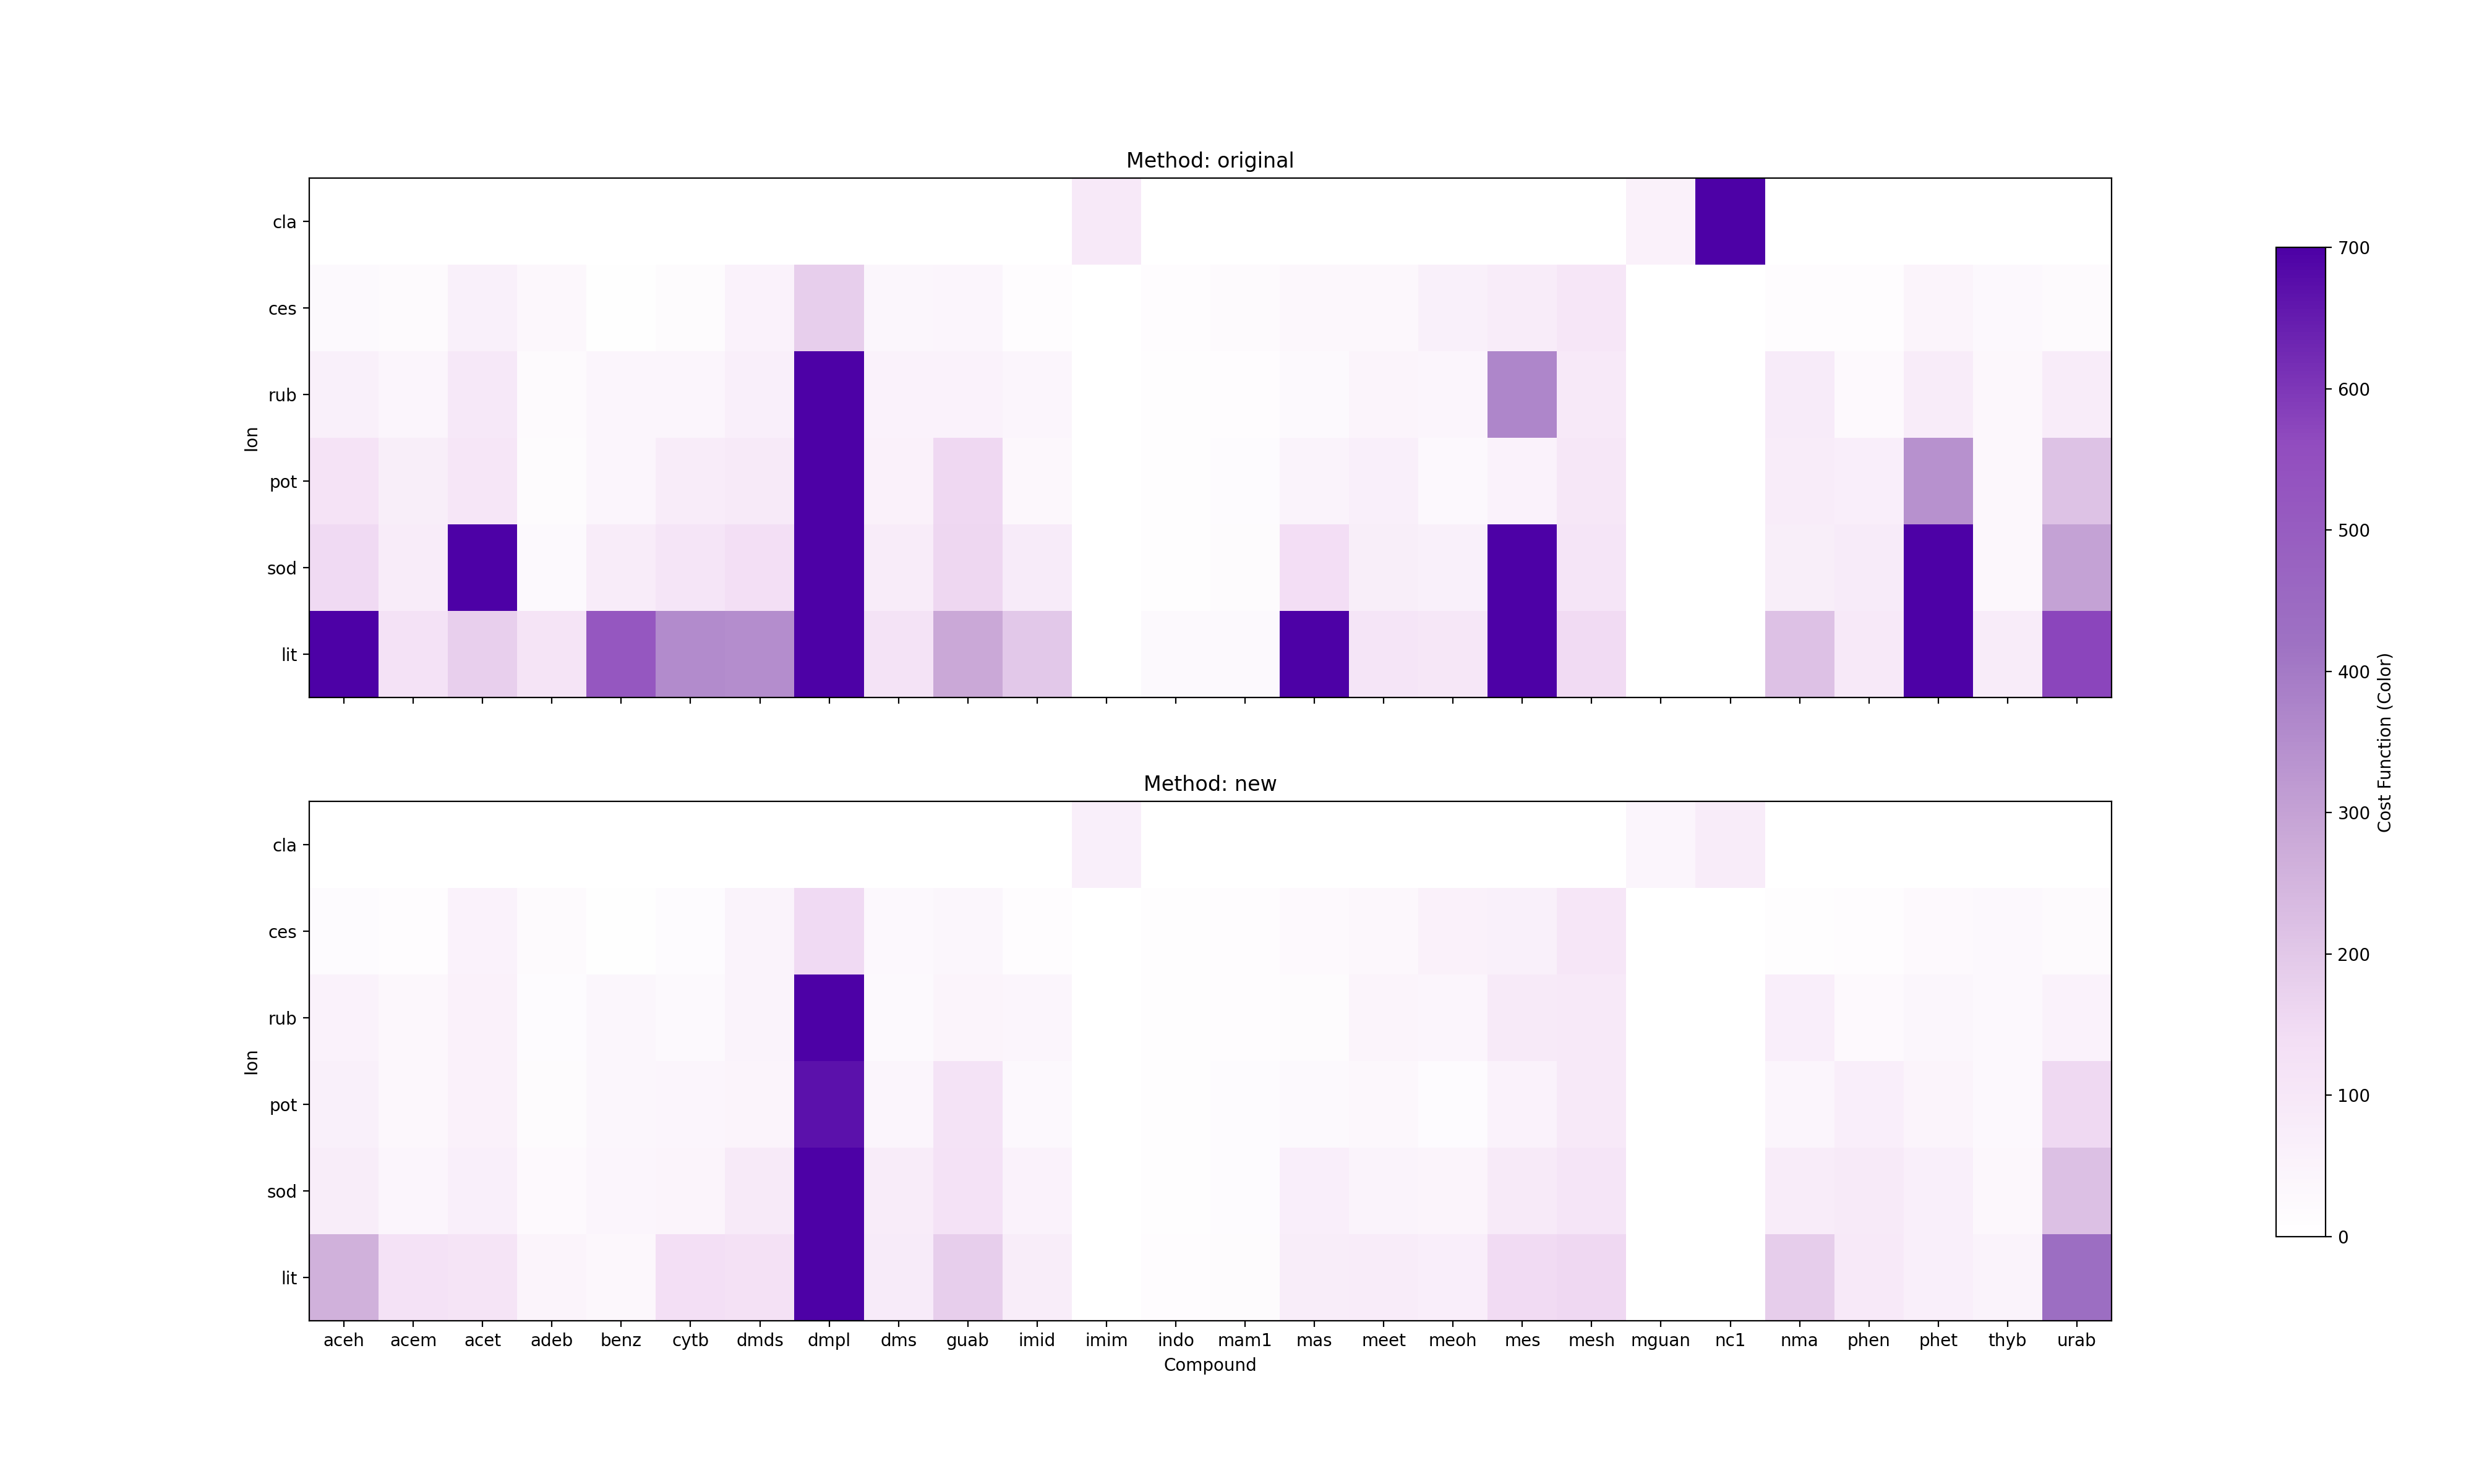 Method: original
Ion
cla
ces
rub
pot
sod
lit
Method: new
Ion
cla
ces
rub
pot
sod
lit
aceh acem acet adeb benz cytb dmds dmpl dms guab imid imim indo mam1 mas meet meoh mes mesh mguan nc1 nma phen phet thyb urab
Compound
700
600
500
400
300
200
100
0
Cost Function (Color)